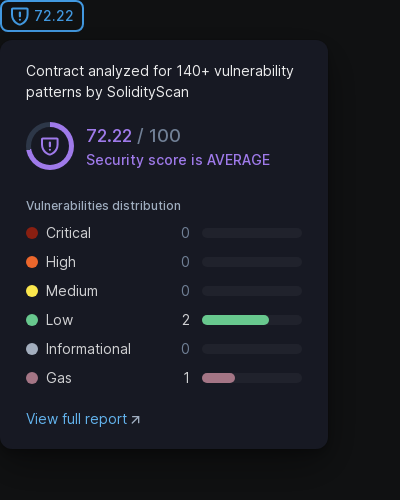 72.22
Contract analyzed for 140+ vulnerability
patterns by SolidityScan
72.22 / 100
Security score is AVERAGE
Vulnerabilities distribution
Critical 0
High 0
Medium 0
Low 2
Informational 0
Gas 1
View full report ↗